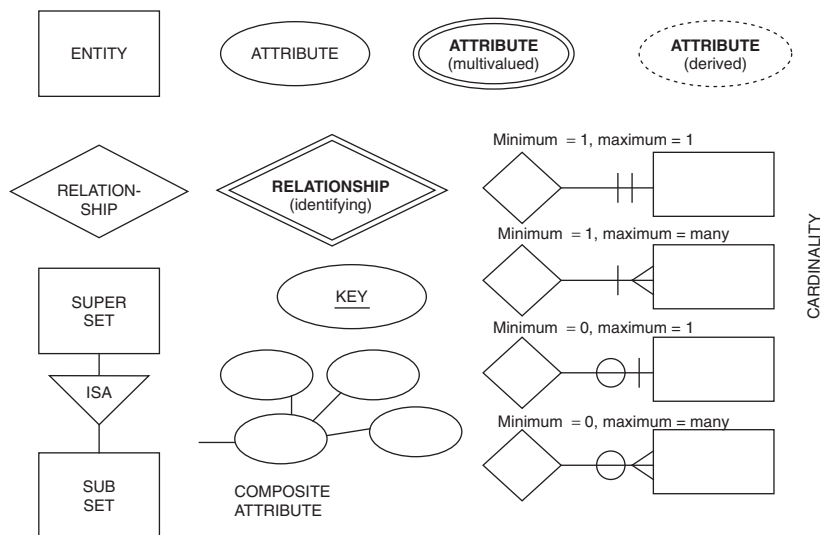 ENTITY
ATTRIBUTE
ATTRIBUTE
(multivalued)
ATTRIBUTE
(derived)
RELATION-
SHIP
RELATIONSHIP
(identifying)
Minimum = 1, maximum = 1
Minimum = 1, maximum = many
Minimum = 0, maximum = 1
Minimum = 0, maximum = many
CARDINALITY
SUPER
SET
ISA
SUB
SET
KEY
COMPOSITE
ATTRIBUTE